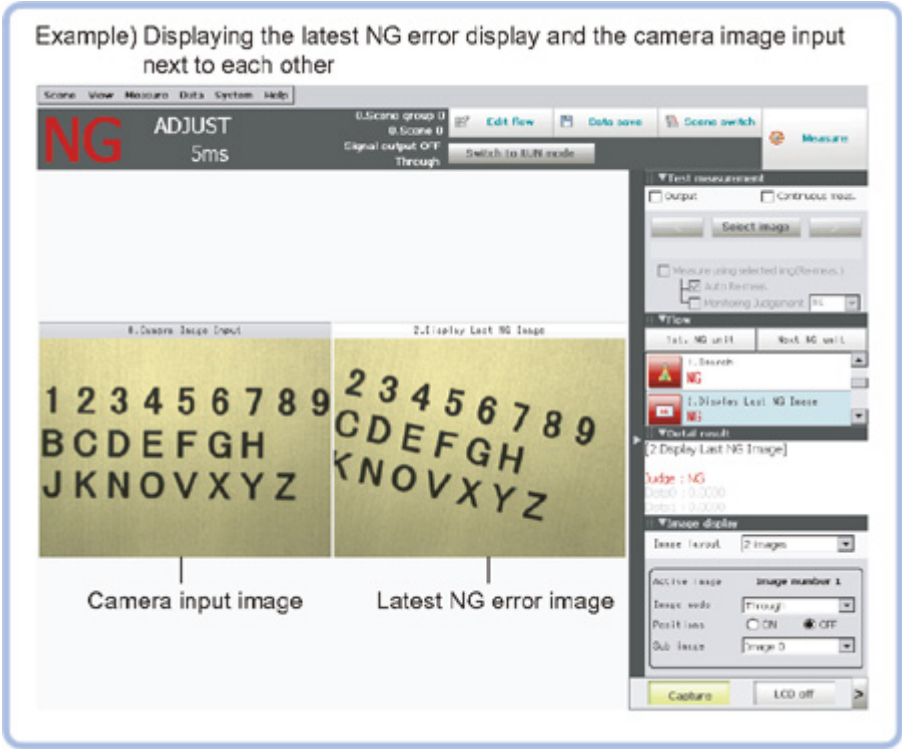 Example) Displaying the latest NG error display and the camera image input
next to each other
Scene View Measure Data System Help
NG
ADJUST
5ms
0.Scene group 0
0.Scene 0
Signal output OFF
Through
Edit flow
Data save
Scene switch
Switch to RUN mode
Measure
▼Test measurement
Output
Continuous meas.
< Select image >
Measure using selected img(Re-meas.)
Auto Re-meas.
Monitoring Judgement NG
▼Flow
1st. NG unit
Next NG unit
1.Search
NG
2.Display Last NG Image
NG
▼Detail result
[2.Display Last NG Image]
Judge : NG
Data0 : 0.0000
Data1 : 0.0000
▼Image display
Image layout 2 images
Active image Image number 1
Image mode Through
Positions ON OFF
Sub image Image 0
Capture
LCD off
>
0.Camera Image Input
2.Display Last NG Image
1 2 3 4 5 6 7 8 9
B C D E F G H
J K N O V X Y Z
2 3 4 5 6 7 8 9
C D E F G H
K N O V X Y Z
Camera input image
Latest NG error image